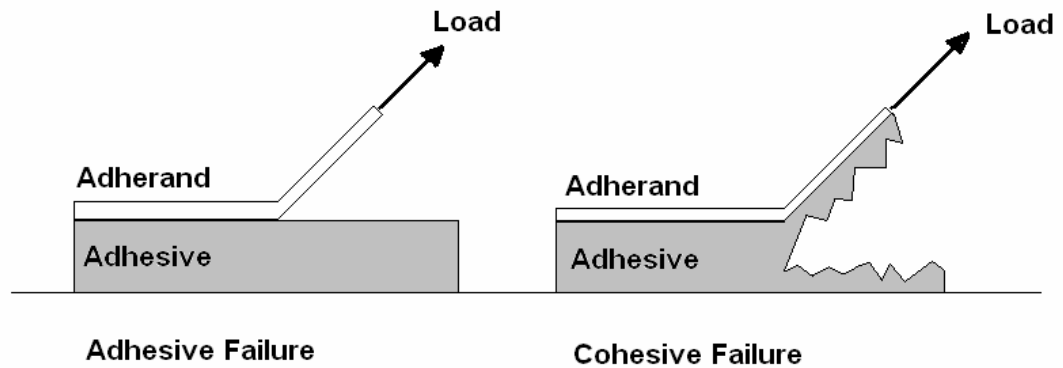 Load
Adherand
Adhesive
Adhesive Failure
Load
Adherand
Adhesive
Cohesive Failure